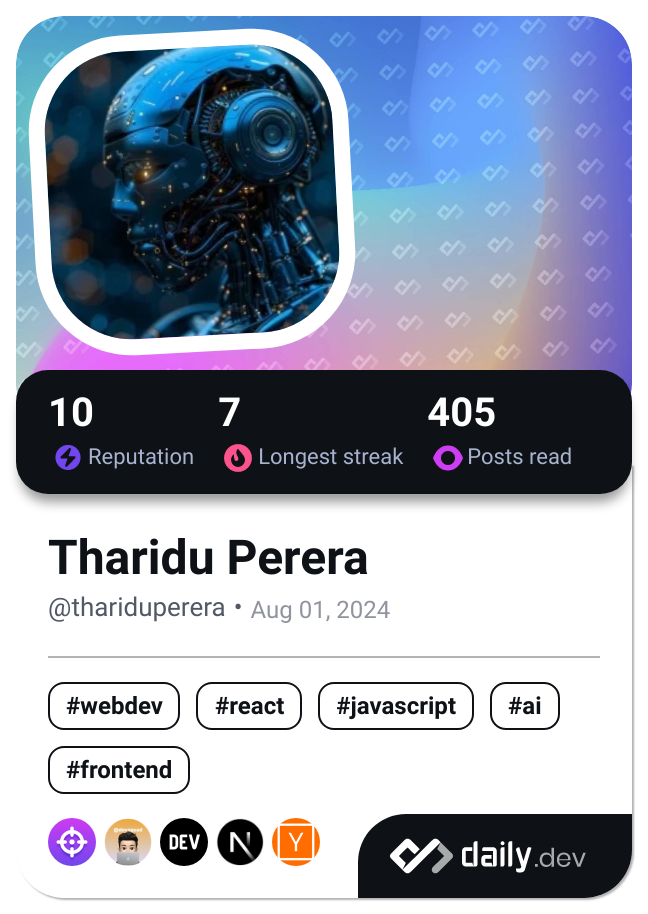 10 7 405
Reputation Longest streak Posts read
Tharidu Perera
@thariduperera • Aug 01, 2024
#webdev #react #javascript #ai
#frontend
DEV N Y
daily.dev